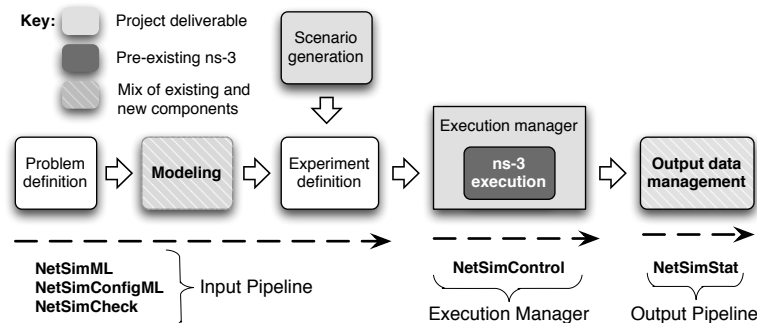 Key:
Project deliverable
Pre-existing ns-3
Mix of existing and
new components
Scenario
generation
Problem
definition
Modeling
Experiment
definition
Execution manager
ns-3
execution
Output data
management
NetSimML
NetSimConfigML
NetSimCheck
Input Pipeline
NetSimControl
Execution Manager
NetSimStat
Output Pipeline